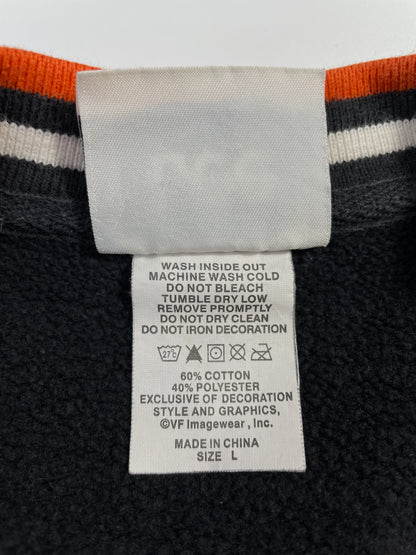 WASH INSIDE OUT
MACHINE WASH COLD
DO NOT BLEACH
TUMBLE DRY LOW
REMOVE PROMPTLY
DO NOT DRY CLEAN
DO NOT IRON DECORATION
27°C
60% COTTON
40% POLYESTER
EXCLUSIVE OF DECORATION
STYLE AND GRAPHICS,
©VF Imagewear, Inc.
MADE IN CHINA
SIZE L